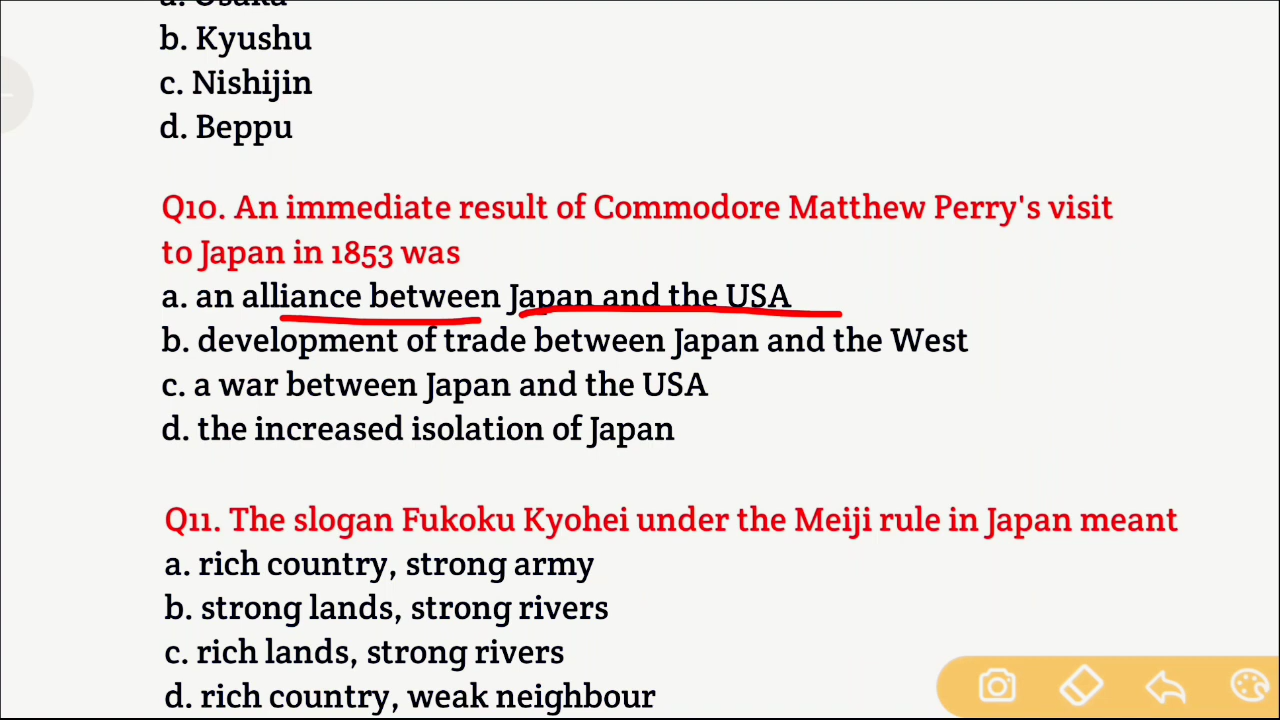 a. Osaka
b. Kyushu
c. Nishijin
d. Beppu
Q10. An immediate result of Commodore Matthew Perry's visit
to Japan in 1853 was
a. an alliance between Japan and the USA
b. development of trade between Japan and the West
c. a war between Japan and the USA
d. the increased isolation of Japan
Q11. The slogan Fukoku Kyohei under the Meiji rule in Japan meant
a. rich country, strong army
b. strong lands, strong rivers
c. rich lands, strong rivers
d. rich country, weak neighbour